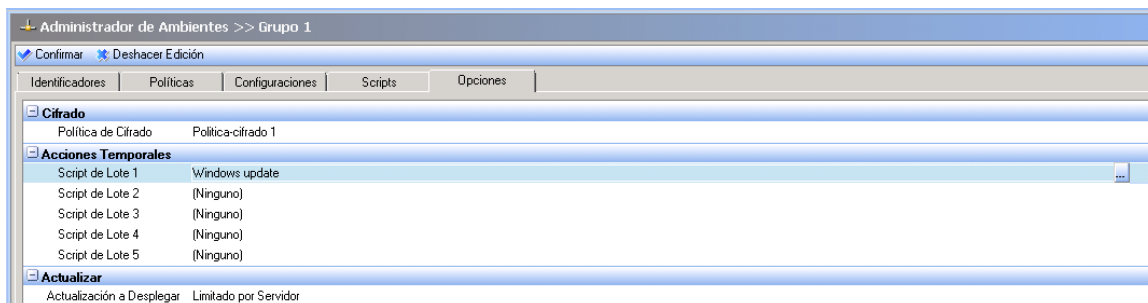 Administrador de Ambientes >> Grupo 1
Confirmar Deshacer Edición
Identificadores Políticas Configuraciones Scripts Opciones
Cifrado
Política de Cifrado Politica-cifrado 1
Acciones Temporales
Script de Lote 1 Windows update ...
Script de Lote 2 (Ninguno)
Script de Lote 3 (Ninguno)
Script de Lote 4 (Ninguno)
Script de Lote 5 (Ninguno)
Actualizar
Actualización a Desplegar Limitado por Servidor